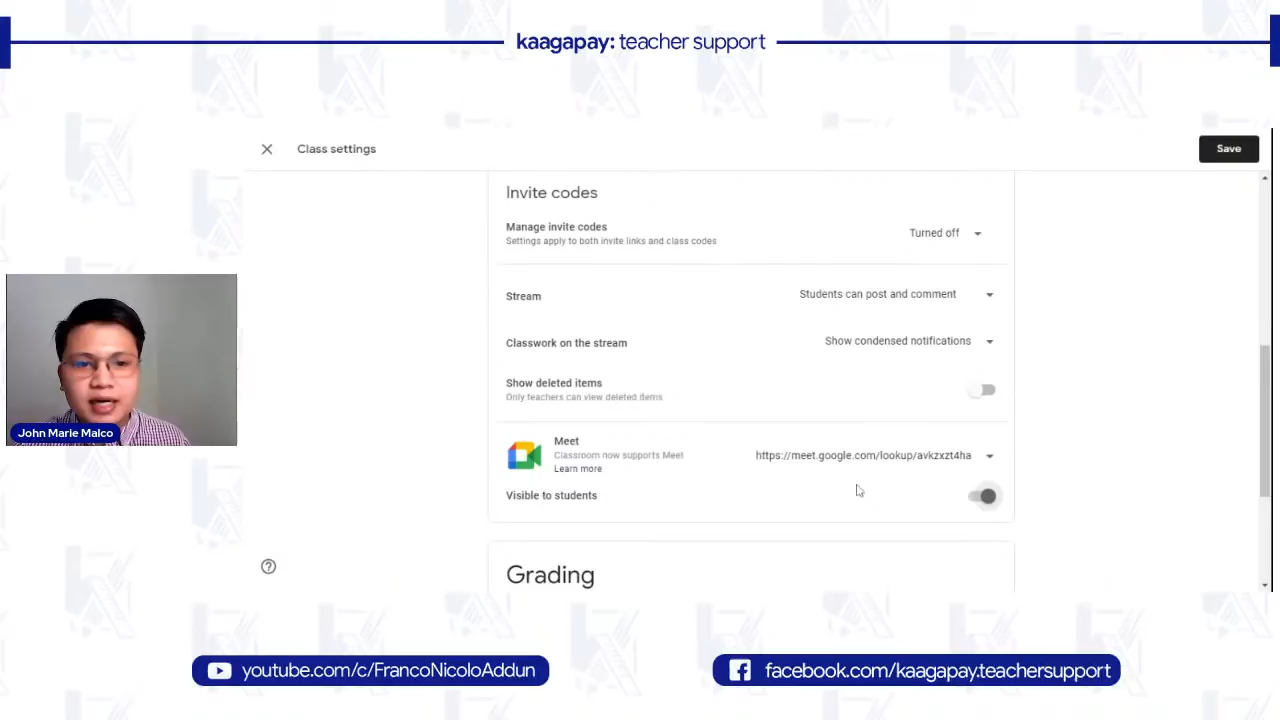 kaagapay: teacher support
Class settings
Save
Invite codes
Manage invite codes
Settings apply to both invite links and class codes
Turned off
Stream
Students can post and comment
Classwork on the stream
Show condensed notifications
Show deleted items
Only teachers can view deleted items
Meet
Classroom now supports Meet
Learn more
https://meet.google.com/lookup/avkzxzt4ha
Visible to students
Grading
John Marie Malco
youtube.com/c/FrancoNicoloAddun
facebook.com/kaagapay.teachersupport